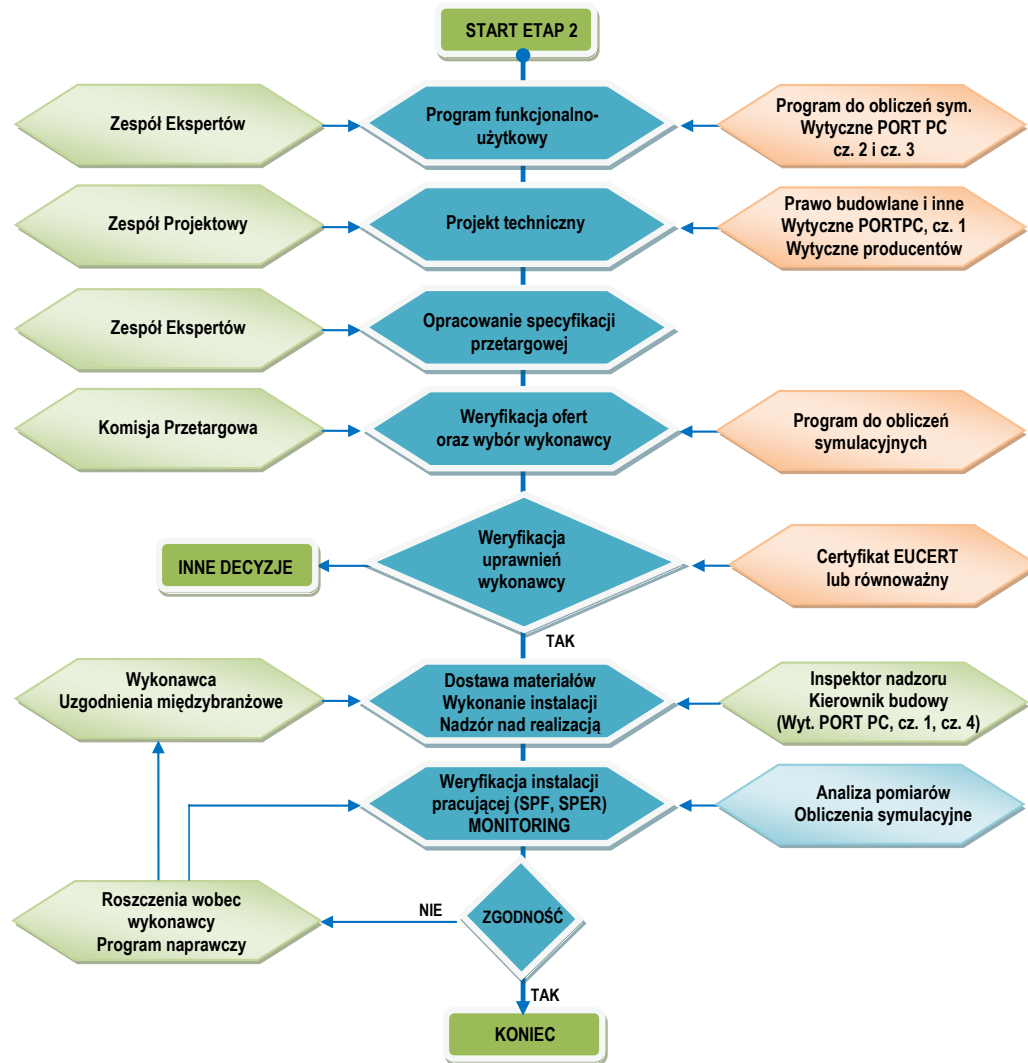 START ETAP 2
Zespół Ekspertów
Program funkcjonalno-
użytkowy
Program do obliczeń sym.
Wytyczne PORT PC
cz. 2 i cz. 3
Zespół Projektowy
Projekt techniczny
Prawo budowlane i inne
Wytyczne PORTPC, cz. 1
Wytyczne producentów
Zespół Ekspertów
Opracowanie specyfikacji
przetargowej
Komisja Przetargowa
Weryfikacja ofert
oraz wybór wykonawcy
Program do obliczeń
symulacyjnych
INNE DECYZJE
Weryfikacja
uprawnień
wykonawcy
Certyfikat EUCERT
lub równoważny
TAK
Wykonawca
Uzgodnienia międzybranżowe
Dostawa materiałów
Wykonanie instalacji
Nadzór nad realizacją
Inspektor nadzoru
Kierownik budowy
(Wyt. PORT PC, cz. 1, cz. 4)
Weryfikacja instalacji
pracującej (SPF, SPER)
MONITORING
Analiza pomiarów
Obliczenia symulacyjne
Roszczenia wobec
wykonawcy
Program naprawczy
NIE
ZGODNOŚĆ
TAK
KONIEC